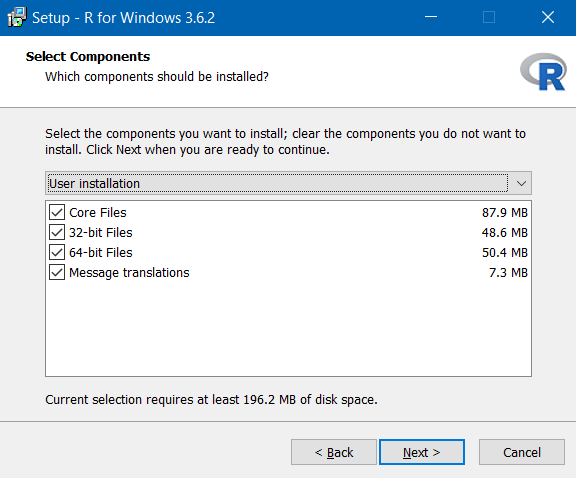 Setup - R for Windows 3.6.2
Select Components
Which components should be installed?
R
Select the components you want to install; clear the components you do not want to
install. Click Next when you are ready to continue.
User installation
Core Files 87.9 MB
32-bit Files 48.6 MB
64-bit Files 50.4 MB
Message translations 7.3 MB
Current selection requires at least 196.2 MB of disk space.
< Back Next > Cancel